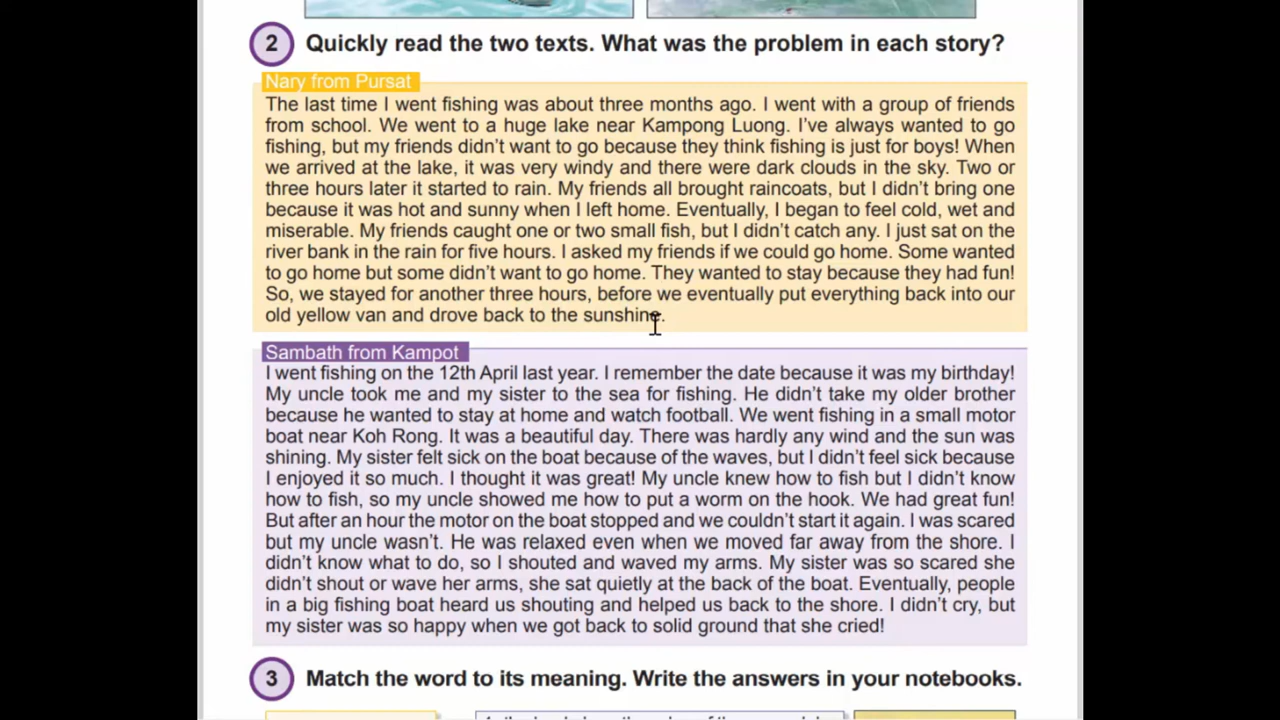 2 Quickly read the two texts. What was the problem in each story?
Nary from Pursat
The last time I went fishing was about three months ago. I went with a group of friends
from school. We went to a huge lake near Kampong Luong. I've always wanted to go
fishing, but my friends didn't want to go because they think fishing is just for boys! When
we arrived at the lake, it was very windy and there were dark clouds in the sky. Two or
three hours later it started to rain. My friends all brought raincoats, but I didn't bring one
because it was hot and sunny when I left home. Eventually, I began to feel cold, wet and
miserable. My friends caught one or two small fish, but I didn't catch any. I just sat on the
river bank in the rain for five hours. I asked my friends if we could go home. Some wanted
to go home but some didn't want to go home. They wanted to stay because they had fun!
So, we stayed for another three hours, before we eventually put everything back into our
old yellow van and drove back to the sunshine.
Sambath from Kampot
I went fishing on the 12th April last year. I remember the date because it was my birthday!
My uncle took me and my sister to the sea for fishing. He didn't take my older brother
because he wanted to stay at home and watch football. We went fishing in a small motor
boat near Koh Rong. It was a beautiful day. There was hardly any wind and the sun was
shining. My sister felt sick on the boat because of the waves, but I didn't feel sick because
I enjoyed it so much. I thought it was great! My uncle knew how to fish but I didn't know
how to fish, so my uncle showed me how to put a worm on the hook. We had great fun!
But after an hour the motor on the boat stopped and we couldn't start it again. I was scared
but my uncle wasn't. He was relaxed even when we moved far away from the shore. I
didn't know what to do, so I shouted and waved my arms. My sister was so scared she
didn't shout or wave her arms, she sat quietly at the back of the boat. Eventually, people
in a big fishing boat heard us shouting and helped us back to the shore. I didn't cry, but
my sister was so happy when we got back to solid ground that she cried!
3 Match the word to its meaning. Write the answers in your notebooks.